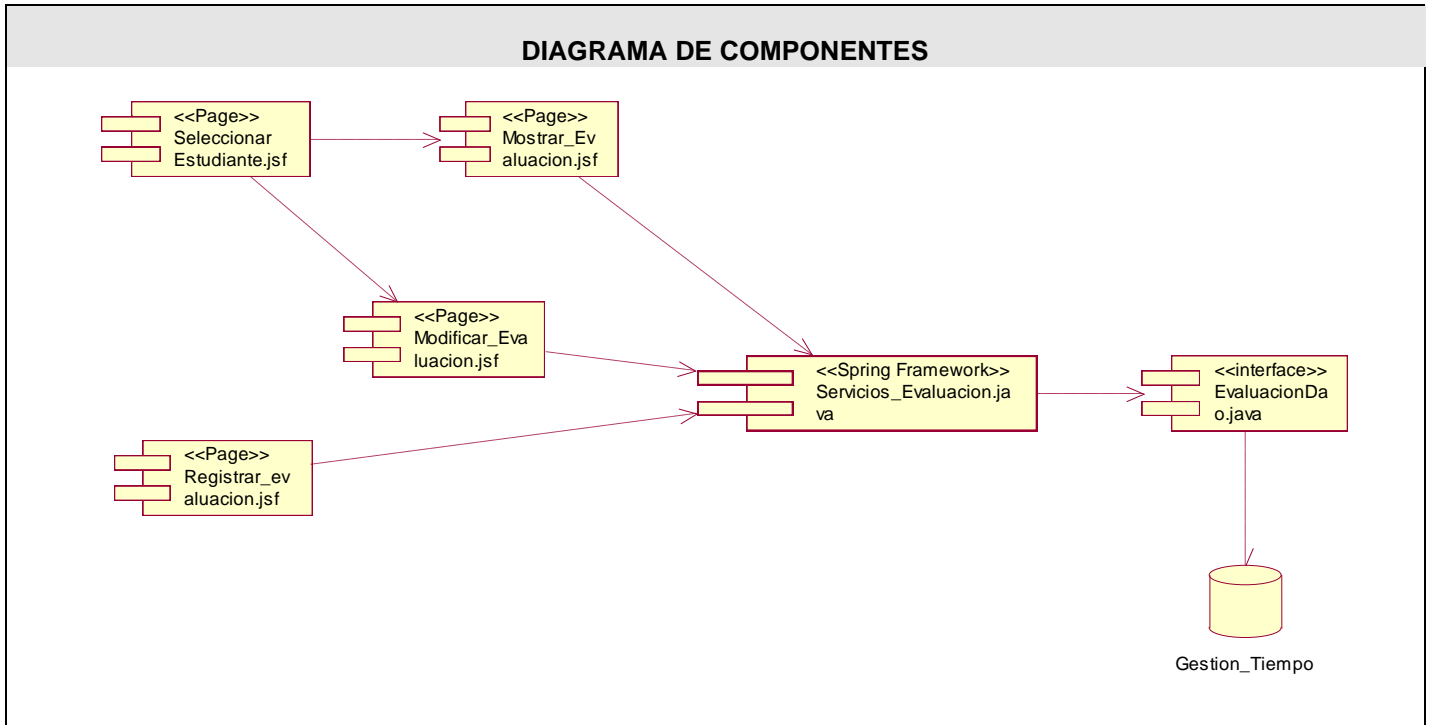 DIAGRAMA DE COMPONENTES
<<Page>>
Seleccionar
Estudiante.jsf
<<Page>>
Mostrar_Ev
aluacion.jsf
<<Page>>
Modificar_Eva
luacion.jsf
<<Spring Framework>>
Servicios_Evaluacion.ja
va
<<interface>>
EvaluacionDa
o.java
<<Page>>
Registrar_ev
aluacion.jsf
Gestion_Tiempo